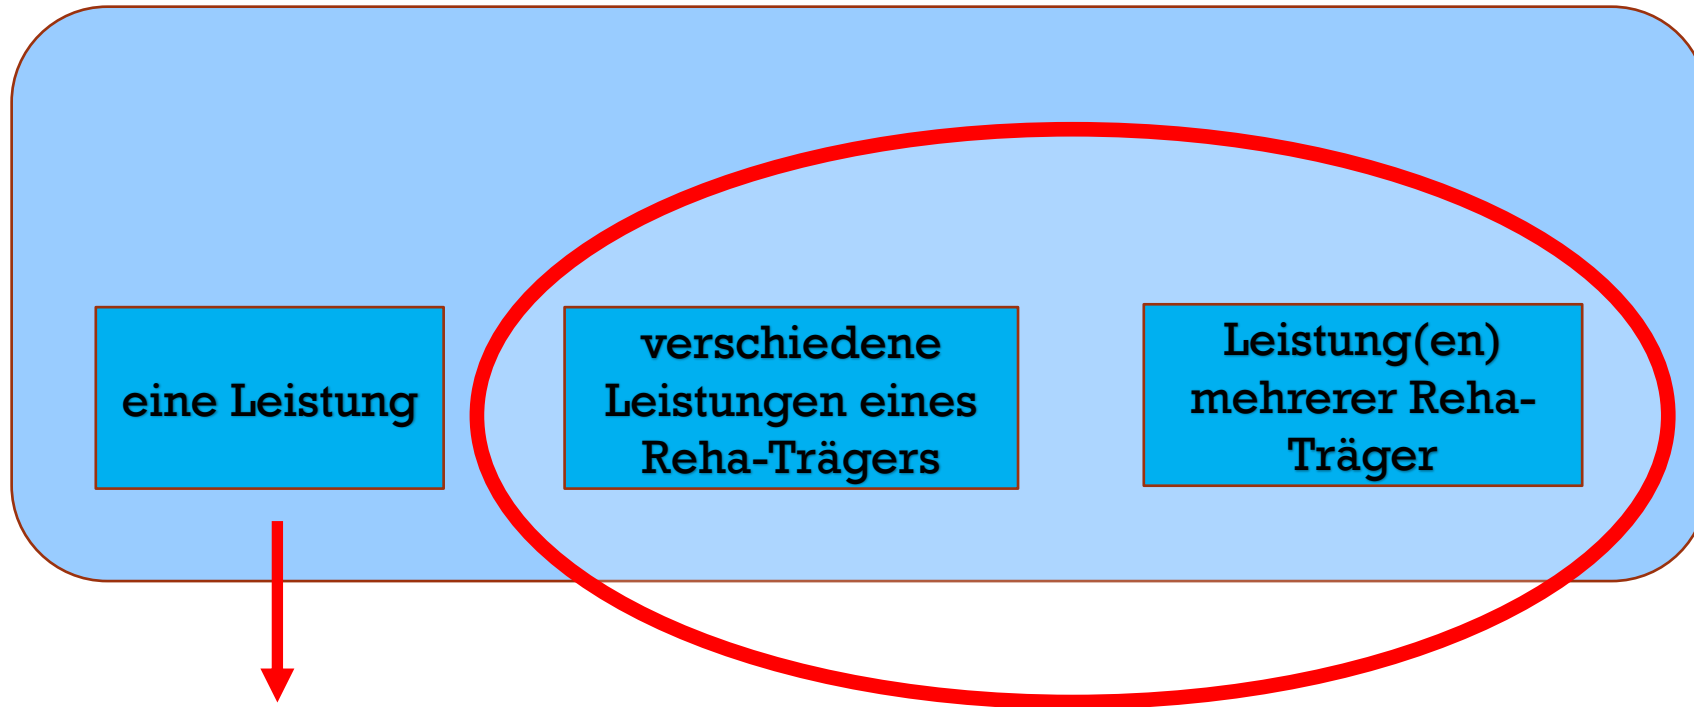 eine Leistung
verschiedene
Leistungen eines
Reha-Trägers
Leistung(en)
mehrerer Reha-
Träger